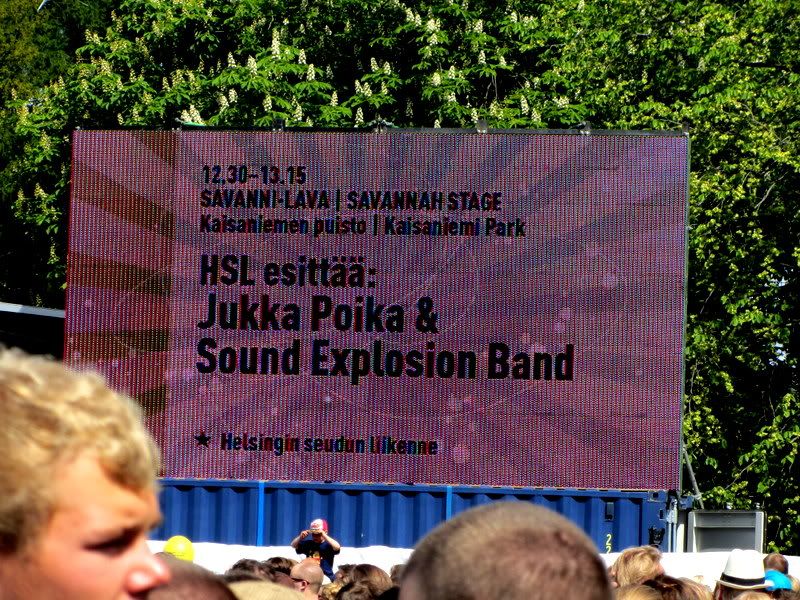 12.30–13.15
SAVANNI-LAVA | SAVANNAH STAGE
Kaisaniemen puisto | Kaisaniemi Park
HSL esittää:
Jukka Poika &
Sound Explosion Band
★ Helsingin seudun liikenne